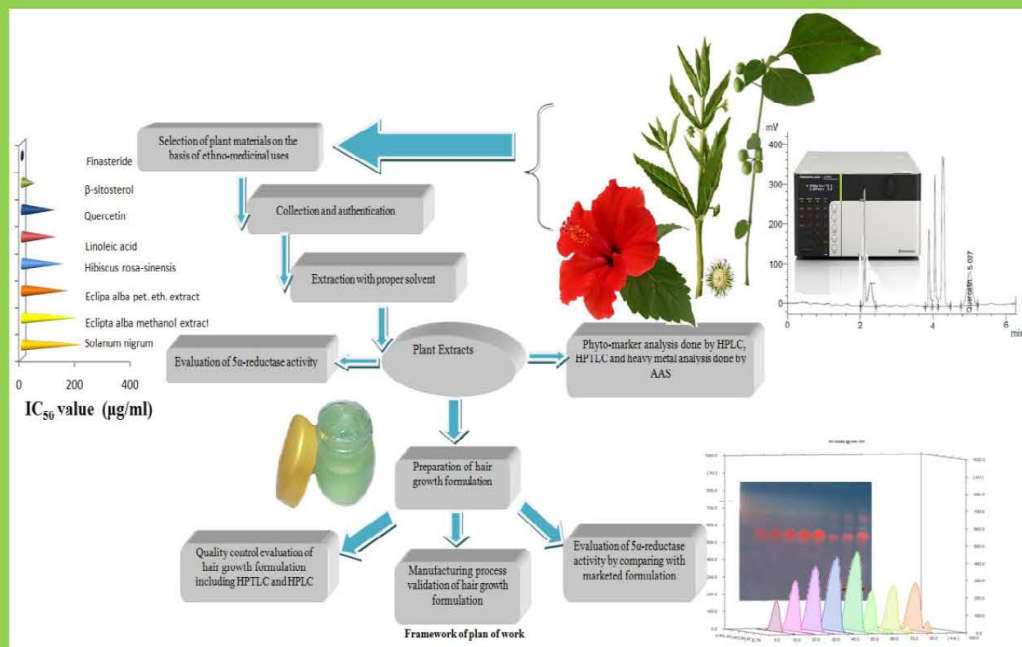 Selection of plant materials on the
basis of ethno-medicinal uses
Collection and authentication
Extraction with proper solvent
Plant Extracts
Evaluation of 5α-reductase activity
Phyto-marker analysis done by HPLC,
HPTLC and heavy metal analysis done by
AAS
Preparation of hair
growth formulation
Quality control evaluation of
hair growth formulation
including HPTLC and HPLC
Manufacturing process
validation of hair growth
formulation
Evaluation of 5α-reductase
activity by comparing with
marketed formulation
Framework of plan of work
Finasteride
β-sitosterol
Quercetin
Linoleic acid
Hibiscus rosa-sinensis
Eclipa alba pet. eth. extract
Eclipta alba methanol extract
Solanum nigrum
0 200 400
IC50 value (µg/ml)
mV
400
300
200
100
0
Quercetin 5.027
0 2 4 6
min